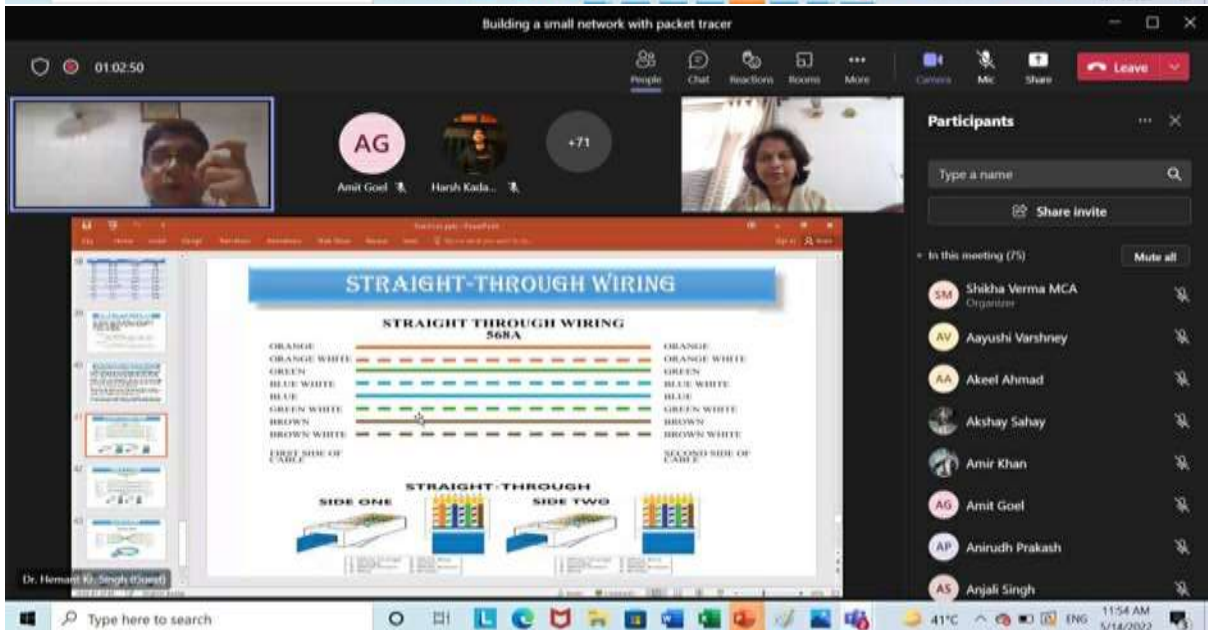 Building a small network with packet tracer
01:02:50
People
Chat
Reactions
Rooms
More
Camera
Mic
Share
Leave
AG
Amit Goel
Harsh Kada...
+71
Participants
Type a name
Share invite
In this meeting (75)
Mute all
SM Shikha Verma MCA
Organizer
AV Aayushi Varshney
AA Akeel Ahmad
Akshay Sahay
Amir Khan
AG Amit Goel
AP Anirudh Prakash
AS Anjali Singh
STRAIGHT-THROUGH WIRING
STRAIGHT THROUGH WIRING
568A
ORANGE ORANGE
ORANGE WHITE ORANGE WHITE
GREEN GREEN
BLUE WHITE BLUE WHITE
BLUE BLUE
GREEN WHITE GREEN WHITE
BROWN BROWN
BROWN WHITE BROWN WHITE
FIRST SIDE OF SECOND SIDE OF
CABLE CABLE
STRAIGHT-THROUGH
SIDE ONE SIDE TWO
Dr. Hemant Kr. Singh (Guest)
Type here to search
41°C
ENG
11:54 AM
5/14/2022